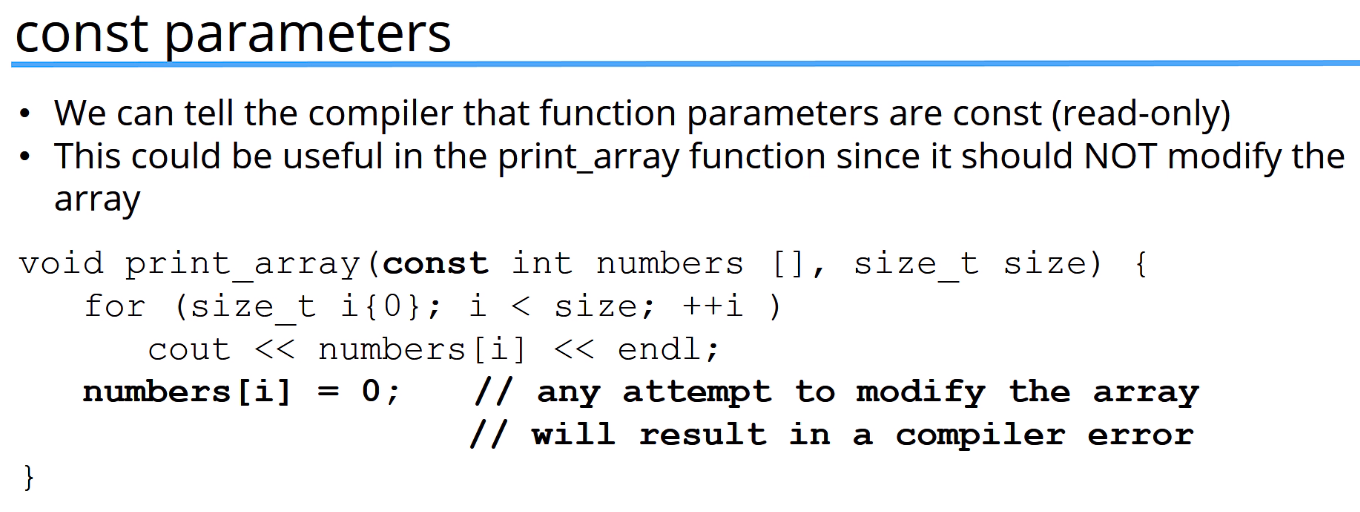 const parameters
• We can tell the compiler that function parameters are const (read-only)
• This could be useful in the print_array function since it should NOT modify the
array
void print_array(const int numbers [], size_t size) {
   for (size_t i{0}; i < size; ++i )
      cout << numbers[i] << endl;
   numbers[i] = 0;   // any attempt to modify the array
                     // will result in a compiler error
}